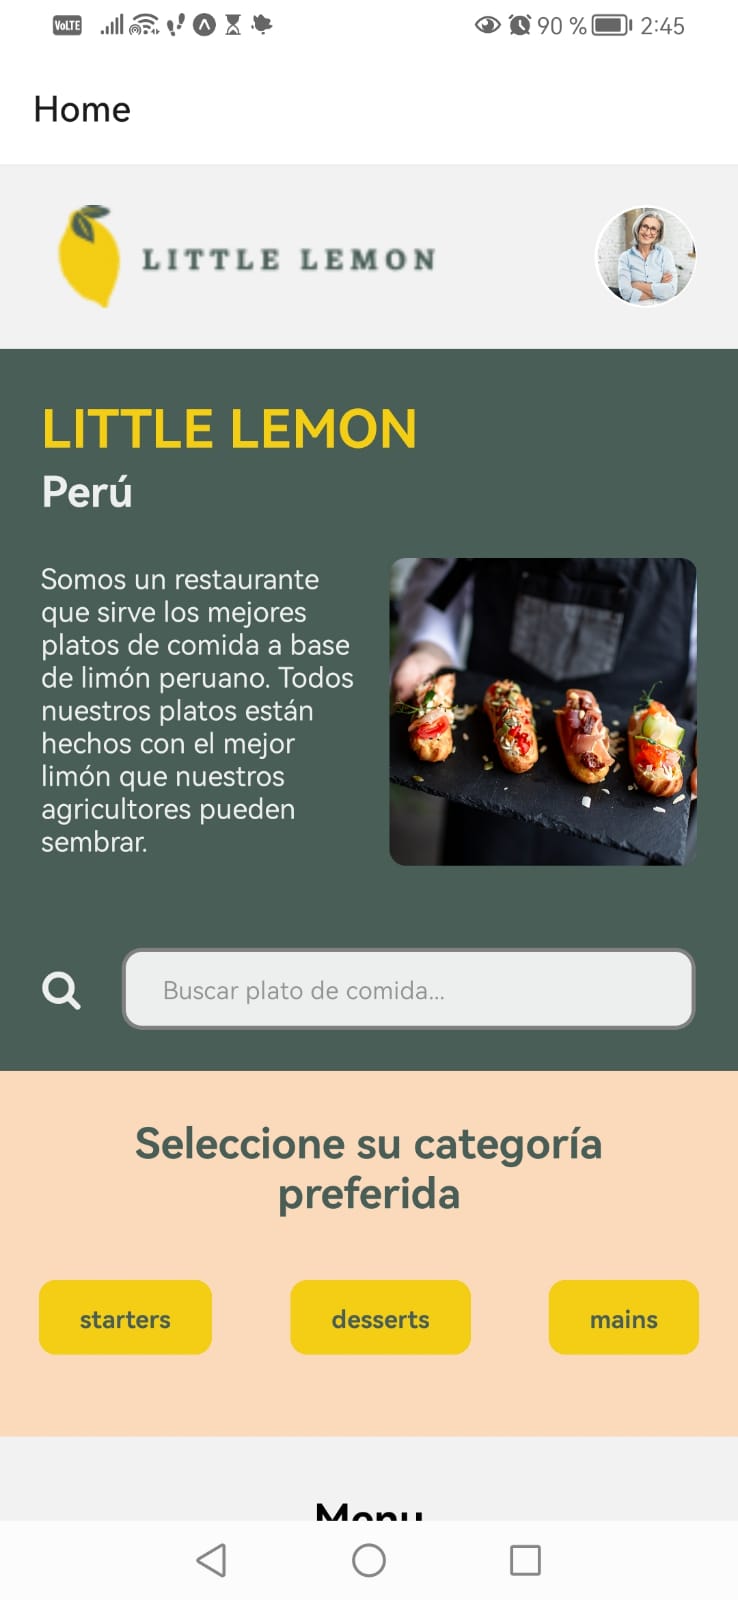 VoLTE
90 %
2:45
Home
LITTLE LEMON
LITTLE LEMON
Perú
Somos un restaurante
que sirve los mejores
platos de comida a base
de limón peruano. Todos
nuestros platos están
hechos con el mejor
limón que nuestros
agricultores pueden
sembrar.
Buscar plato de comida...
Seleccione su categoría
preferida
starters
desserts
mains
Menu